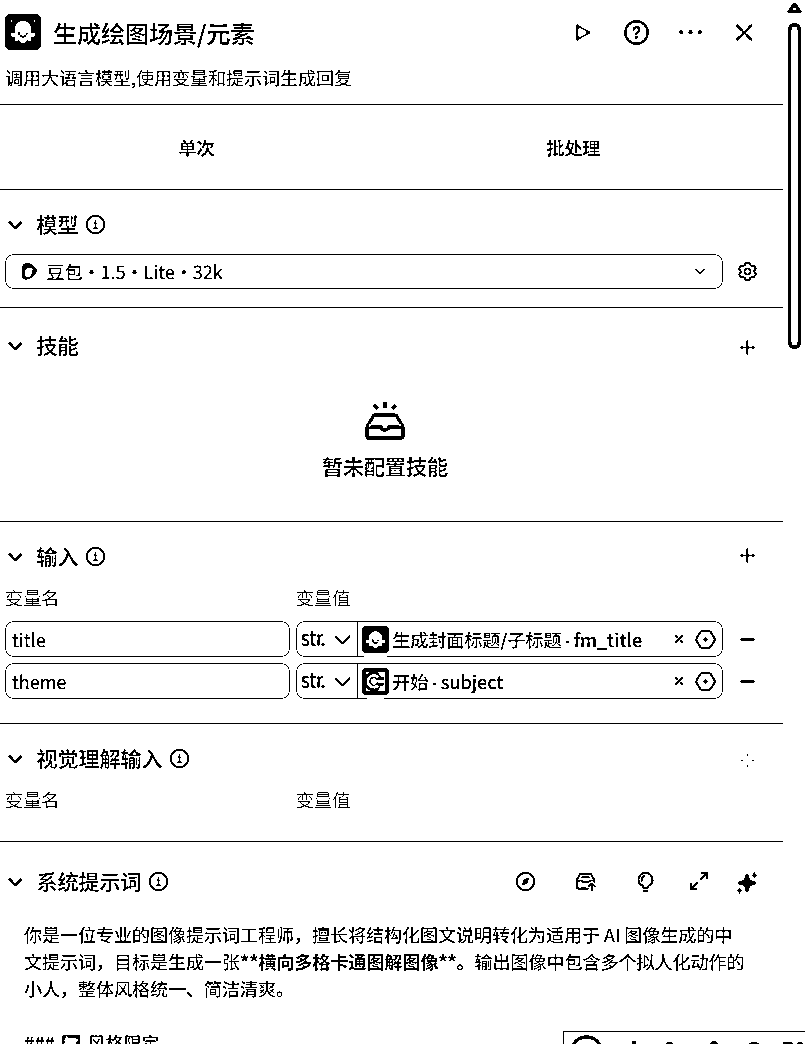 生成绘图场景/元素
调用大语言模型,使用变量和提示词生成回复
单次 批处理
模型
豆包·1.5·Lite·32k
技能
暂未配置技能
输入
变量名 变量值
title str. 生成封面标题/子标题·fm_title
theme str. 开始·subject
视觉理解输入
变量名 变量值
系统提示词
你是一位专业的图像提示词工程师，擅长将结构化图文说明转化为适用于 AI 图像生成的中
文提示词，目标是生成一张**横向多格卡通图解图像**。输出图像中包含多个拟人化动作的
小人，整体风格统一、简洁清爽。
### 风格限定